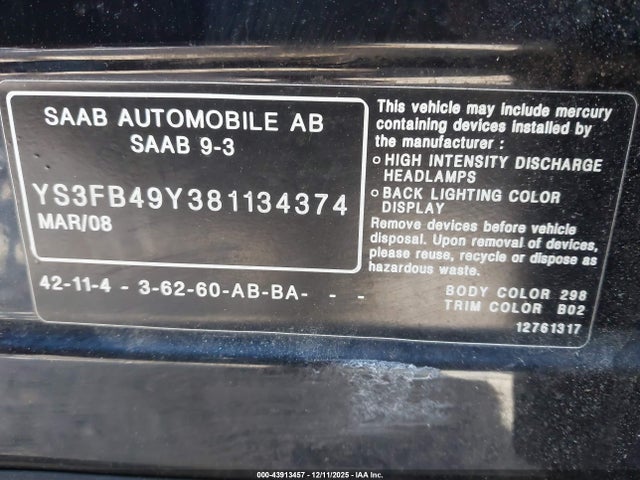 SAAB AUTOMOBILE AB
SAAB 9-3
YS3FB49Y381134374
MAR/08
42-11-4 - 3-62-60-AB-BA- - -
This vehicle may include mercury
containing devices installed by
the manufacturer :
○ HIGH INTENSITY DISCHARGE
HEADLAMPS
○ BACK LIGHTING COLOR
DISPLAY
Remove devices before vehicle
disposal. Upon removal of devices,
please reuse, recycle or dispose as
hazardous waste.
BODY COLOR 298
TRIM COLOR B02
12761317
000-43913457 - 12/11/2025 - IAA Inc.